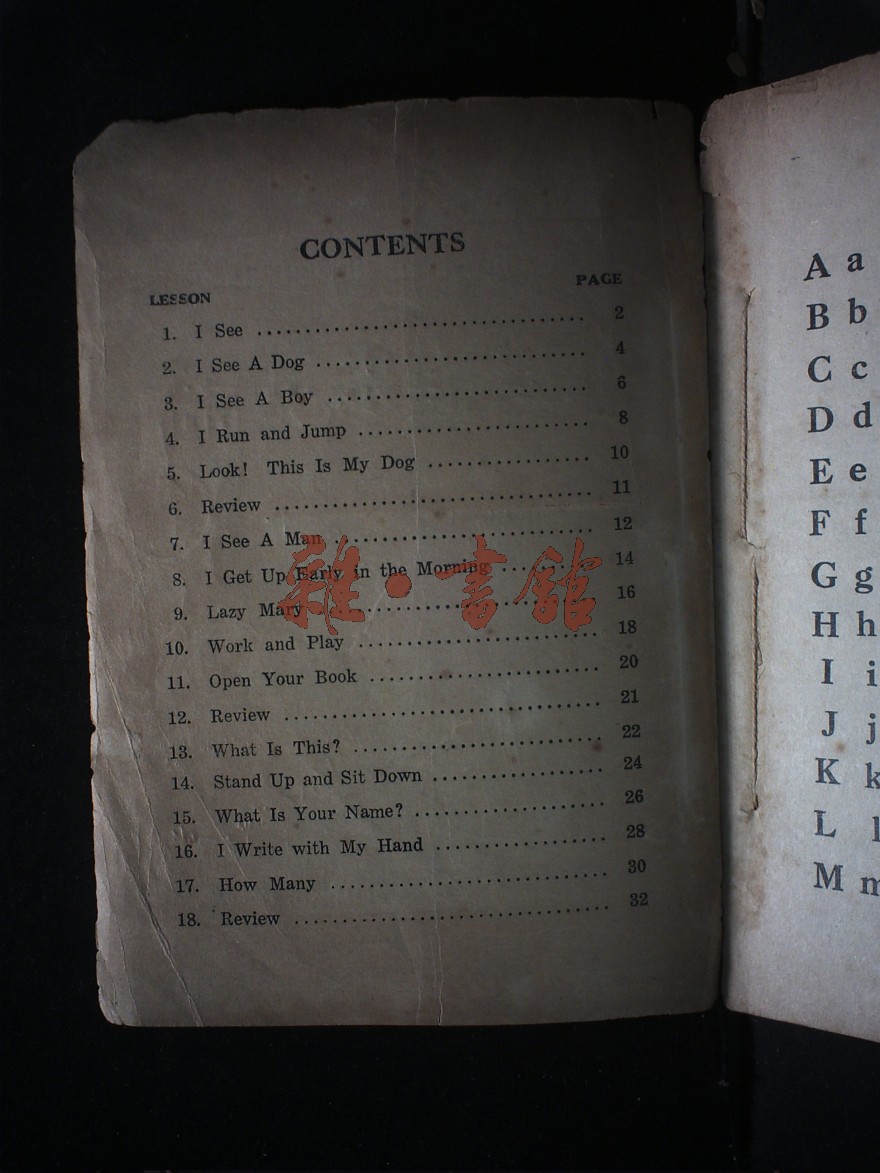 CONTENTS
LESSON PAGE
1. I See 2
2. I See A Dog 4
3. I See A Boy 6
4. I Run and Jump 8
5. Look! This Is My Dog 10
6. Review 11
7. I See A Man 12
8. I Get Up Early in the Morning 14
9. Lazy Mary 16
10. Work and Play 18
11. Open Your Book 20
12. Review 21
13. What Is This? 22
14. Stand Up and Sit Down 24
15. What Is Your Name? 26
16. I Write with My Hand 28
17. How Many 30
18. Review 32
雜·書館
A a
B b
C c
D d
E e
F f
G g
H h
I i
J j
K k
L l
M m